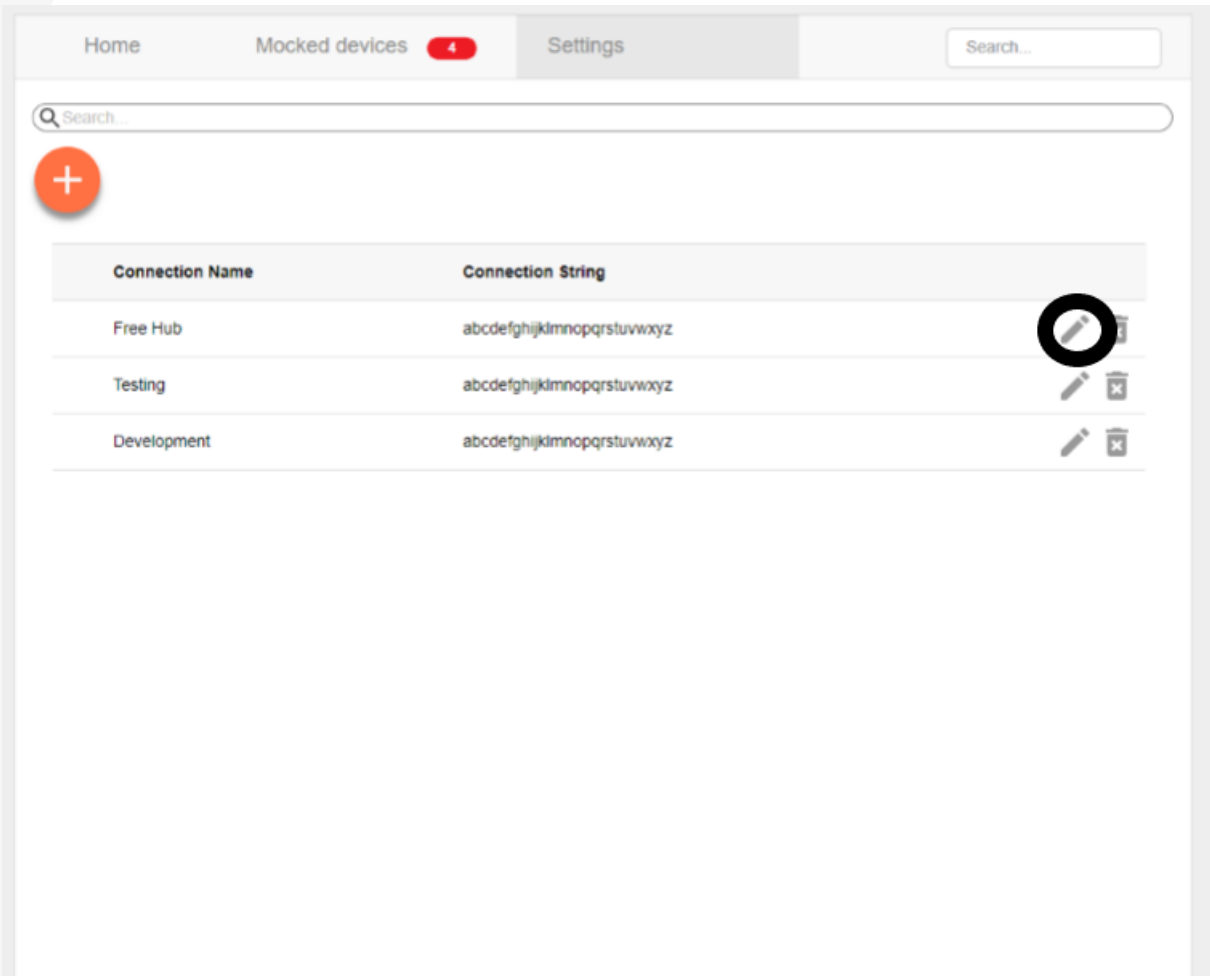 Home Mocked devices 4 Settings Search...
Search...
Connection Name Connection String
Free Hub abcdefghijklmnopqrstuvwxyz
Testing abcdefghijklmnopqrstuvwxyz
Development abcdefghijklmnopqrstuvwxyz